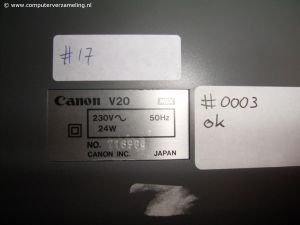 © www.computerverzameling.nl
#17
Canon V20 MSX
230V~ 50Hz
24W
NO.
CANON INC. JAPAN
#0003
ok